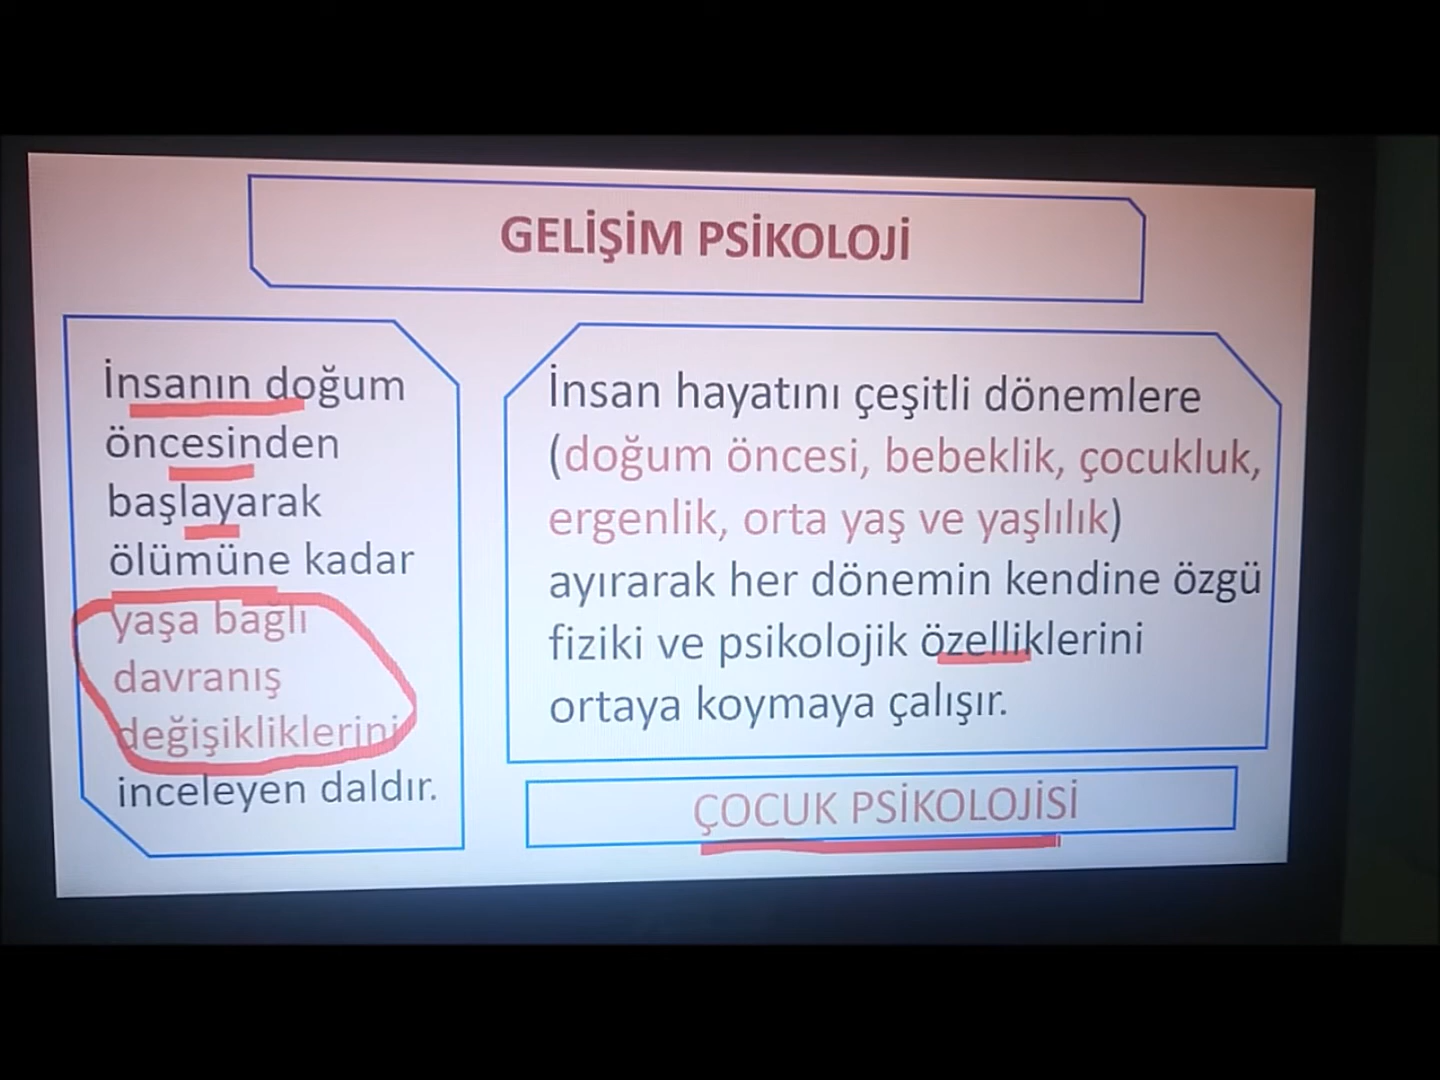 GELİŞİM PSİKOLOJİ
İnsanın doğum
öncesinden
başlayarak
ölümüne kadar
yaşa bağlı
davranış
değişikliklerini
inceleyen daldır.
İnsan hayatını çeşitli dönemlere
(doğum öncesi, bebeklik, çocukluk,
ergenlik, orta yaş ve yaşlılık)
ayırarak her dönemin kendine özgü
fiziki ve psikolojik özelliklerini
ortaya koymaya çalışır.
ÇOCUK PSİKOLOJİSİ